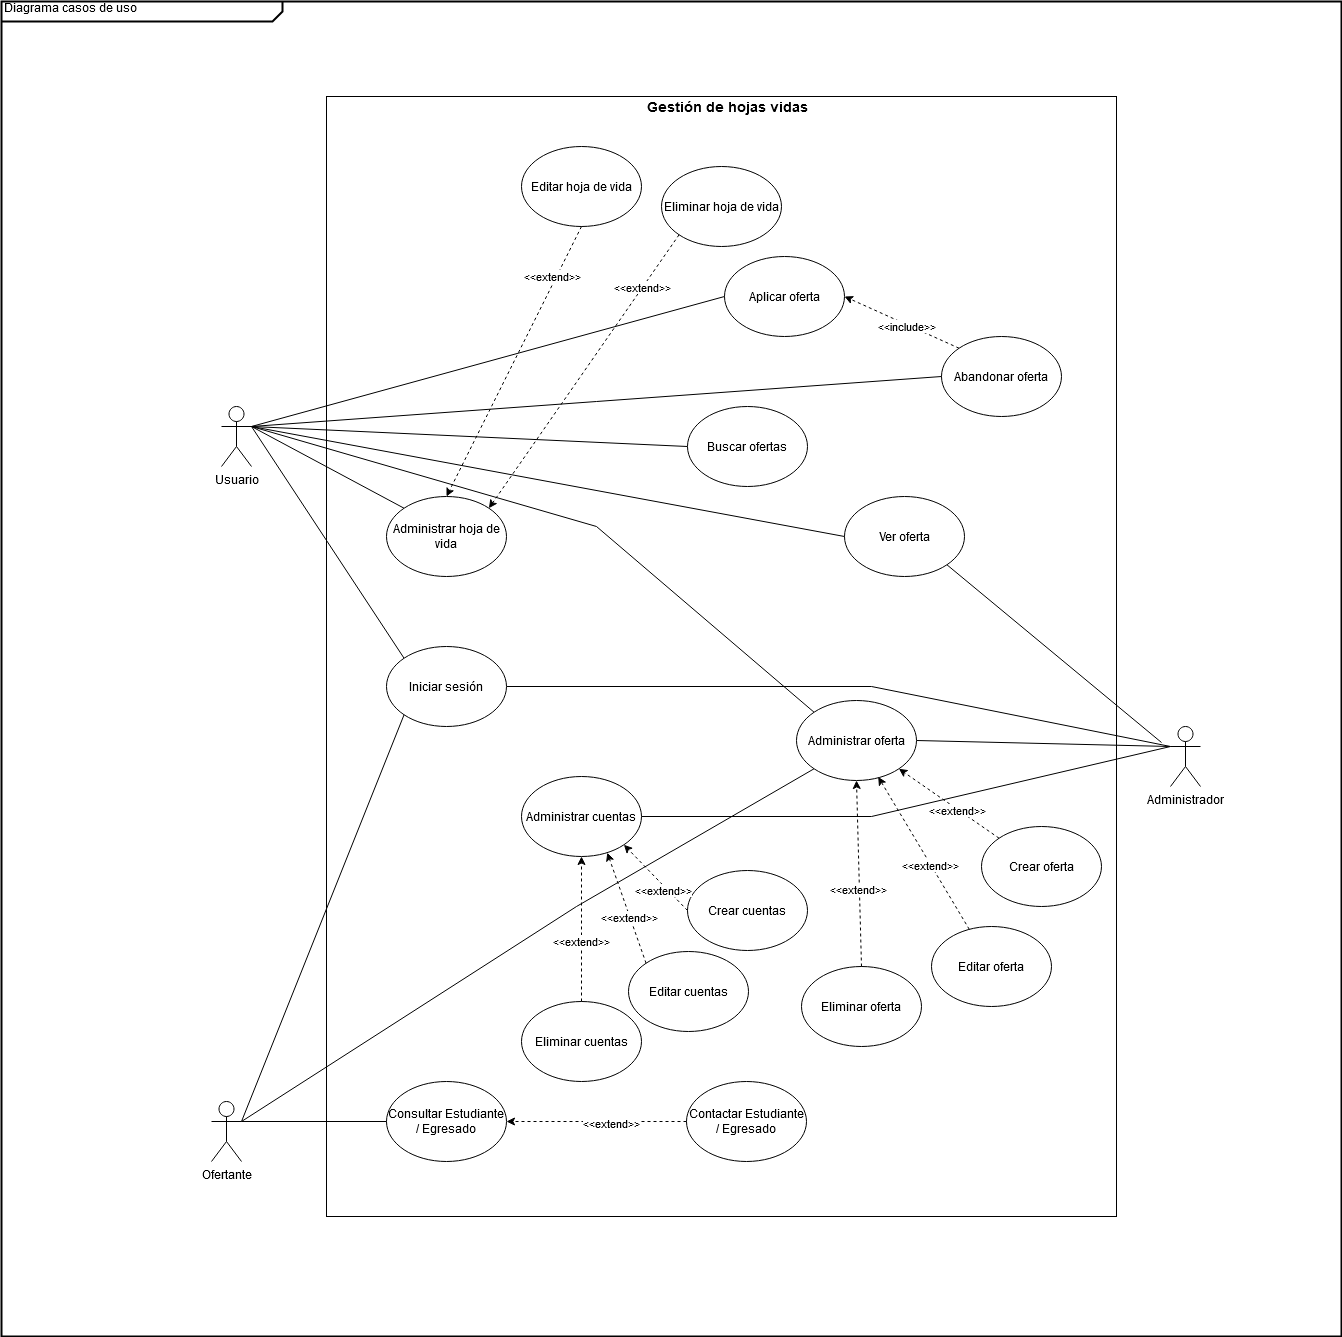 Diagrama casos de uso
Gestión de hojas vidas
Editar hoja de vida
Eliminar hoja de vida
<<extend>>
<<extend>>
Aplicar oferta
<<include>>
Abandonar oferta
Buscar ofertas
Usuario
Administrar hoja de
vida
Ver oferta
Iniciar sesión
Administrar oferta
Administrador
Administrar cuentas
<<extend>>
Crear oferta
<<extend>>
<<extend>>
<<extend>>
Crear cuentas
<<extend>>
<<extend>>
Editar cuentas
Editar oferta
Eliminar oferta
Eliminar cuentas
Consultar Estudiante
/ Egresado
<<extend>>
Contactar Estudiante
/ Egresado
Ofertante